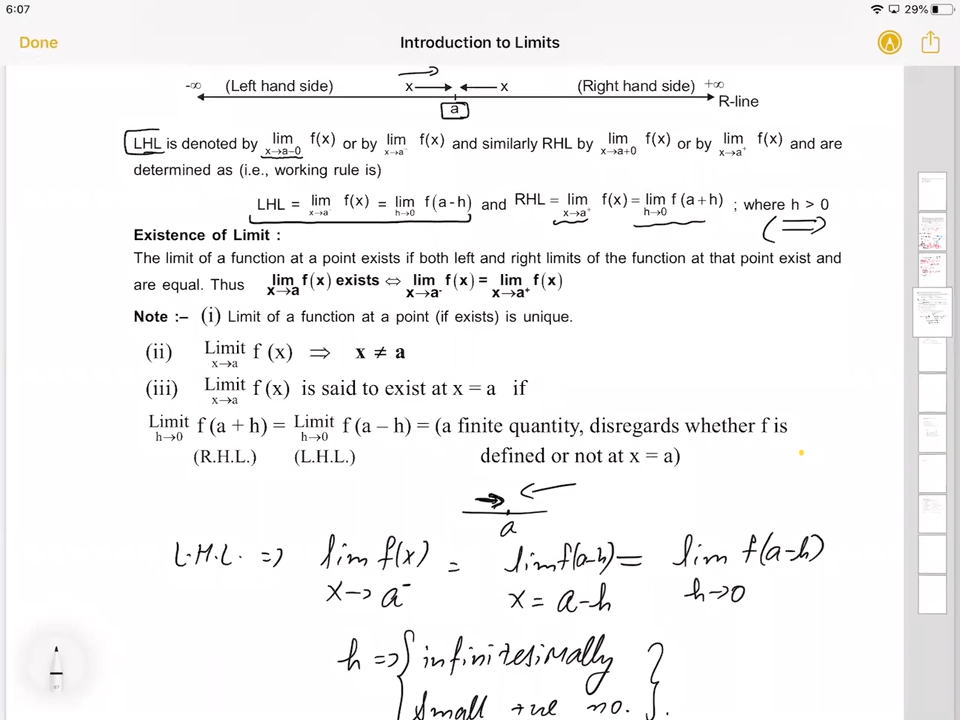 6:07 29%
Done Introduction to Limits
-∞ (Left hand side) x x (Right hand side) +∞
a R-line
LHL is denoted by lim x→a–0 f(x) or by lim x→a⁻ f(x) and similarly RHL by lim x→a+0 f(x) or by lim x→a⁺ f(x) and are
determined as (i.e., working rule is)
LHL = lim x→a⁻ f(x) = lim h→0 f(a - h) and RHL = lim x→a⁺ f(x) = lim h→0 f (a + h) ; where h > 0
Existence of Limit :
The limit of a function at a point exists if both left and right limits of the function at that point exist and
are equal. Thus lim x→a f(x) exists ⇔ lim x→a⁻ f(x) = lim x→a⁺ f(x)
Note :– (i) Limit of a function at a point (if exists) is unique.
(ii) Limit x→a f (x) ⇒ x ≠ a
(iii) Limit x→a f (x) is said to exist at x = a if
Limit h→0 f (a + h) = Limit h→0 f (a – h) = (a finite quantity, disregards whether f is
(R.H.L.) (L.H.L.) defined or not at x = a)
a
L.H.L. => lim x→a⁻ f(x) = lim x = a-h f(a-h) = lim h→0 f(a-h)
h => { infinitesimally
small +ve no. }.